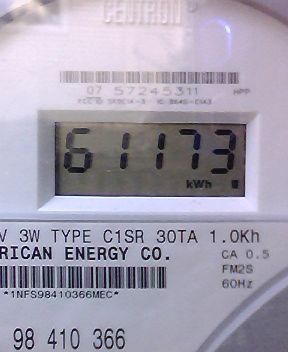 CENTRON®
07 57245311 HPP
61173
kWh
V 3W TYPE C1SR 30TA 1.0Kh
RICAN ENERGY CO. CA 0.5
FM2S
60Hz
*1NFS98410366MEC*
98 410 366